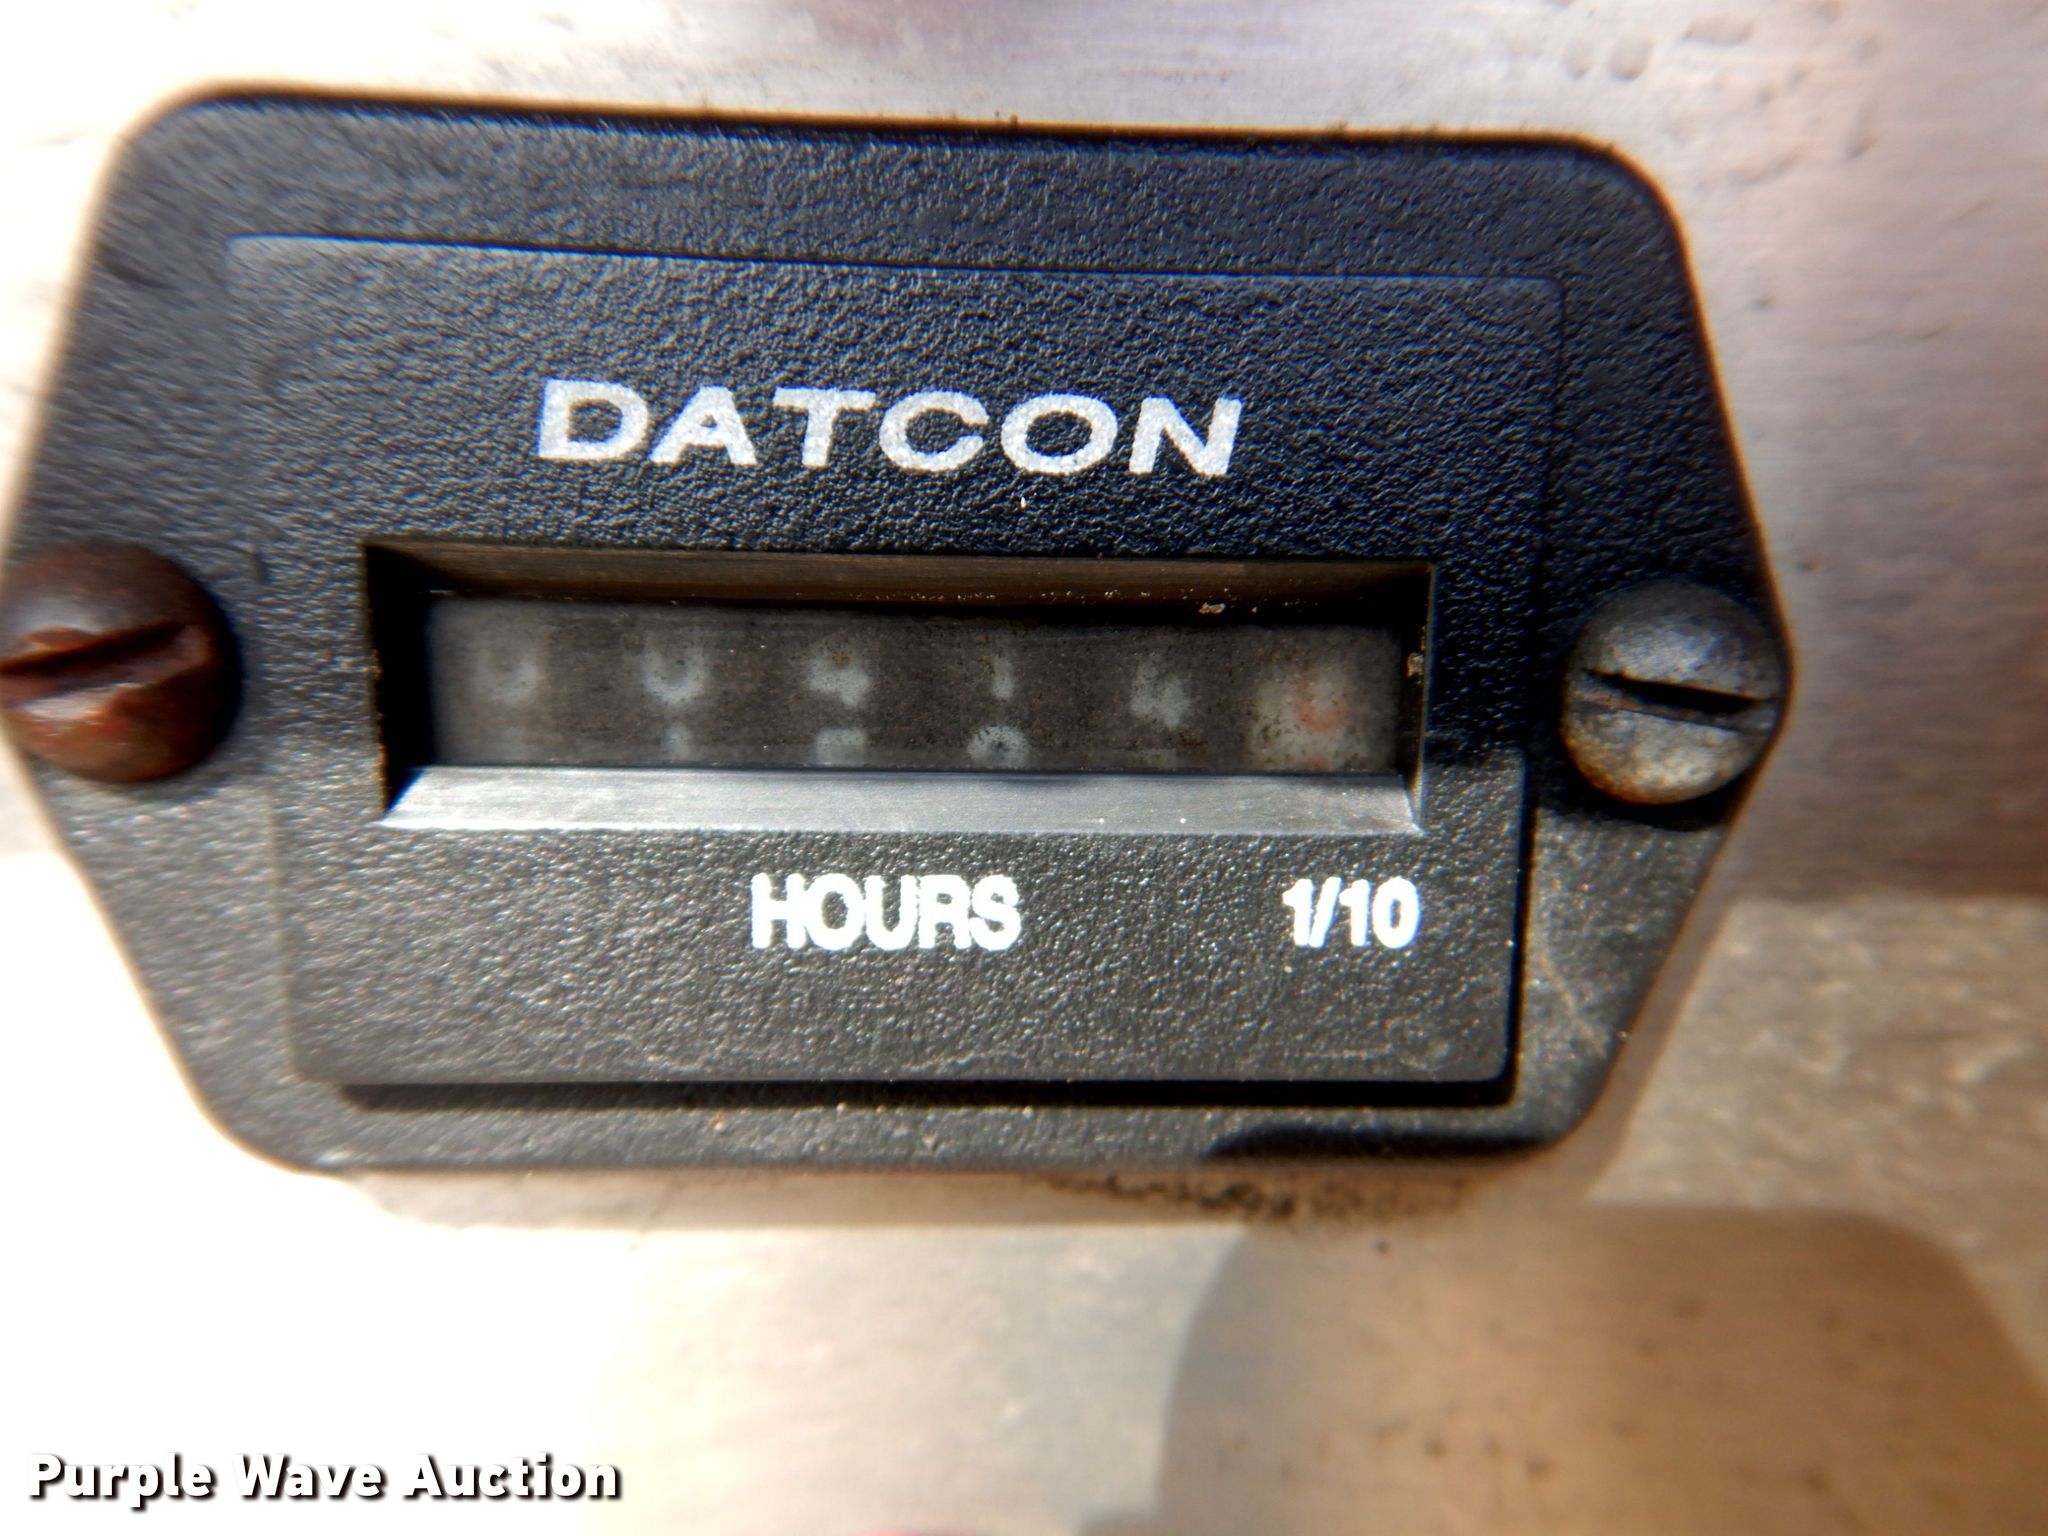 DATCON
HOURS 1/10
Purple Wave Auction